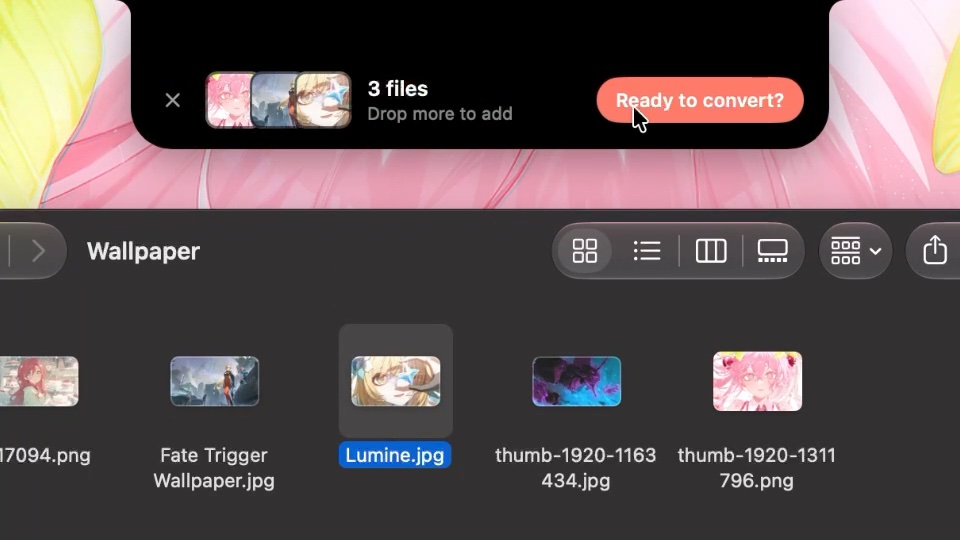 3 files
Drop more to add
Ready to convert?
Wallpaper
17094.png
Fate Trigger
Wallpaper.jpg
Lumine.jpg
thumb-1920-1163
434.jpg
thumb-1920-1311
796.png